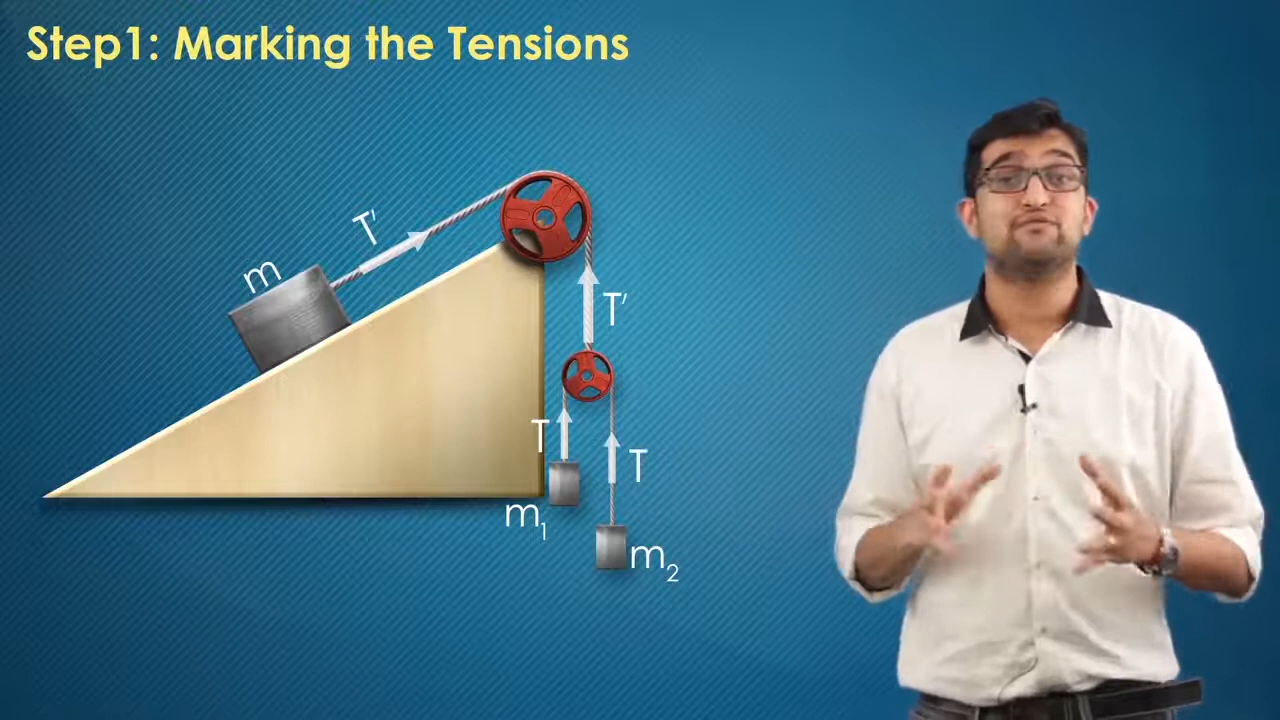 Step1: Marking the Tensions
T′
m
T′
T
T
m₁
m₂